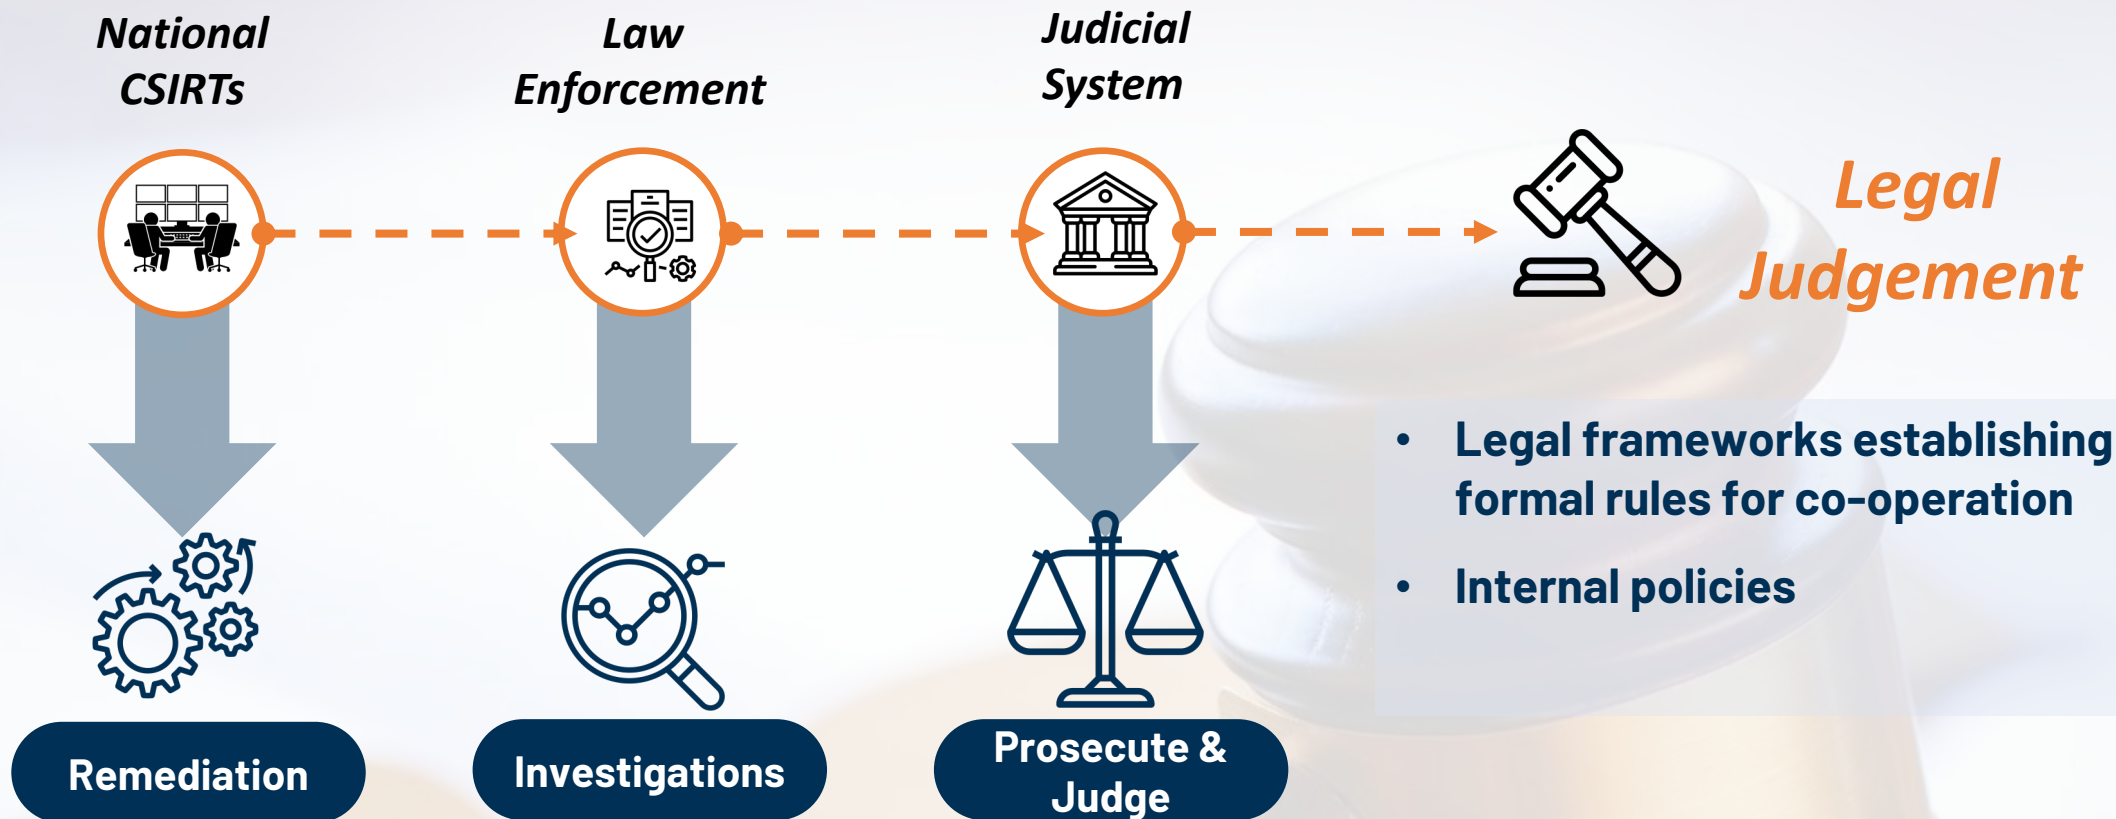 National
CSIRTs
Law
Enforcement
Judicial
System
Legal
Judgement
• Legal frameworks establishing
formal rules for co-operation
• Internal policies
Remediation
Investigations
Prosecute &
Judge